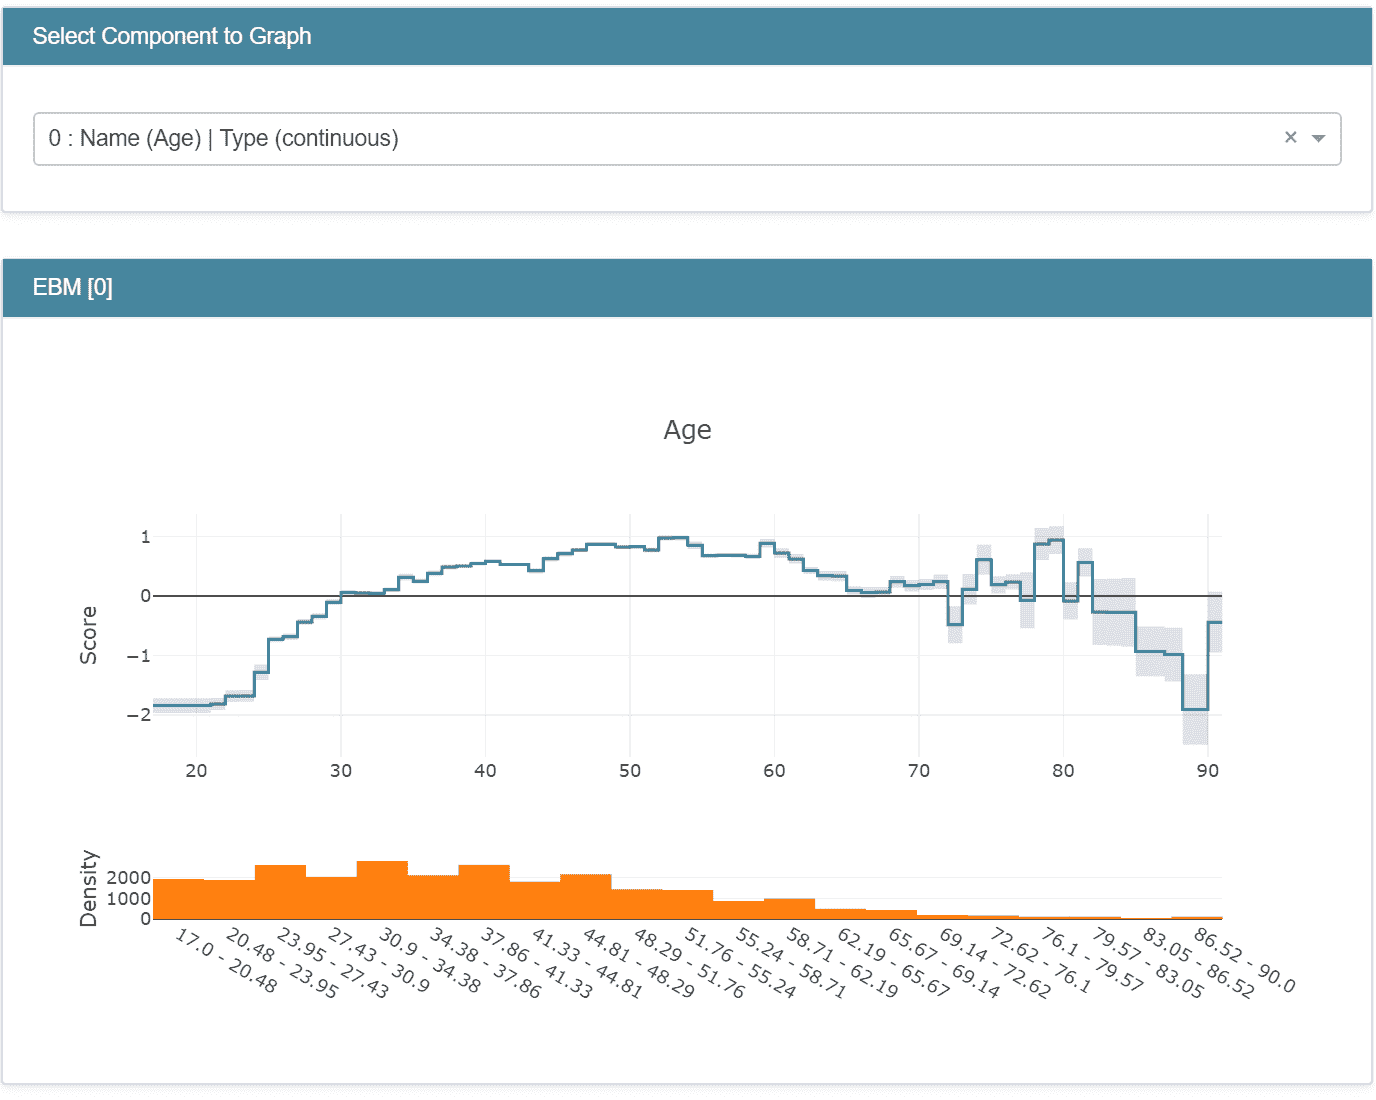 Select Component to Graph
0 : Name (Age) | Type (continuous)
×
EBM [0]
Age
Score
1
0
−1
−2
20 30 40 50 60 70 80 90
Density
2000
1000
0
17.0 - 20.48
20.48 - 23.95
23.95 - 27.43
27.43 - 30.9
30.9 - 34.38
34.38 - 37.86
37.86 - 41.33
41.33 - 44.81
44.81 - 48.29
48.29 - 51.76
51.76 - 55.24
55.24 - 58.71
58.71 - 62.19
62.19 - 65.67
65.67 - 69.14
69.14 - 72.62
72.62 - 76.1
76.1 - 79.57
79.57 - 83.05
83.05 - 86.52
86.52 - 90.0